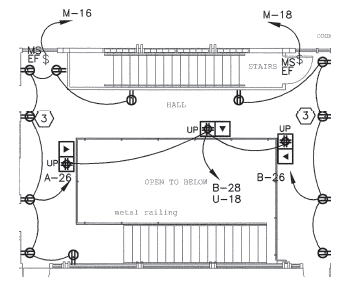 M-16
M-18
CODE
MS
EF $
MS
EF $
STAIRS
HALL
3
3
UP
UP
UP
A-26
OPEN TO BELOW
B-28
U-18
B-26
metal railing